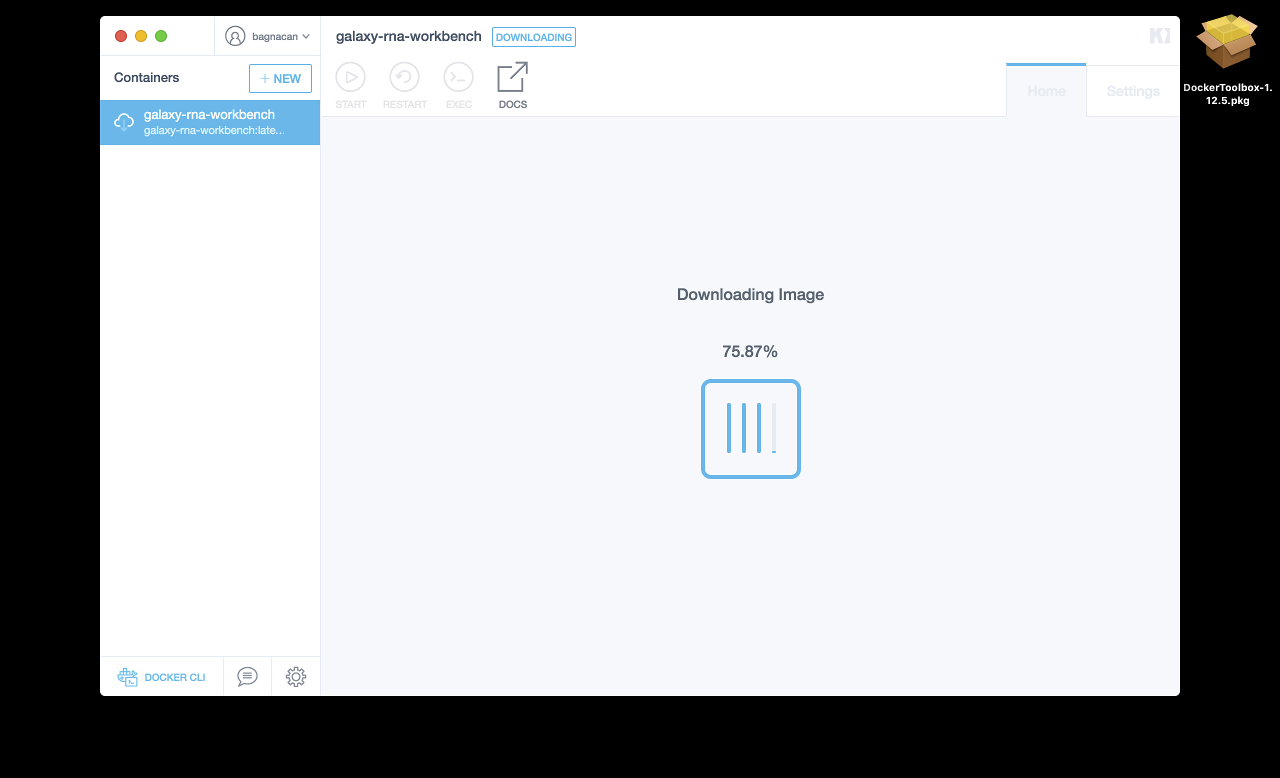 bagnacan
galaxy-rna-workbench DOWNLOADING
Containers
+ NEW
START RESTART EXEC DOCS
Home Settings
galaxy-rna-workbench
galaxy-rna-workbench:late...
Downloading Image
75.87%
DOCKER CLI
DockerToolbox-1.
12.5.pkg